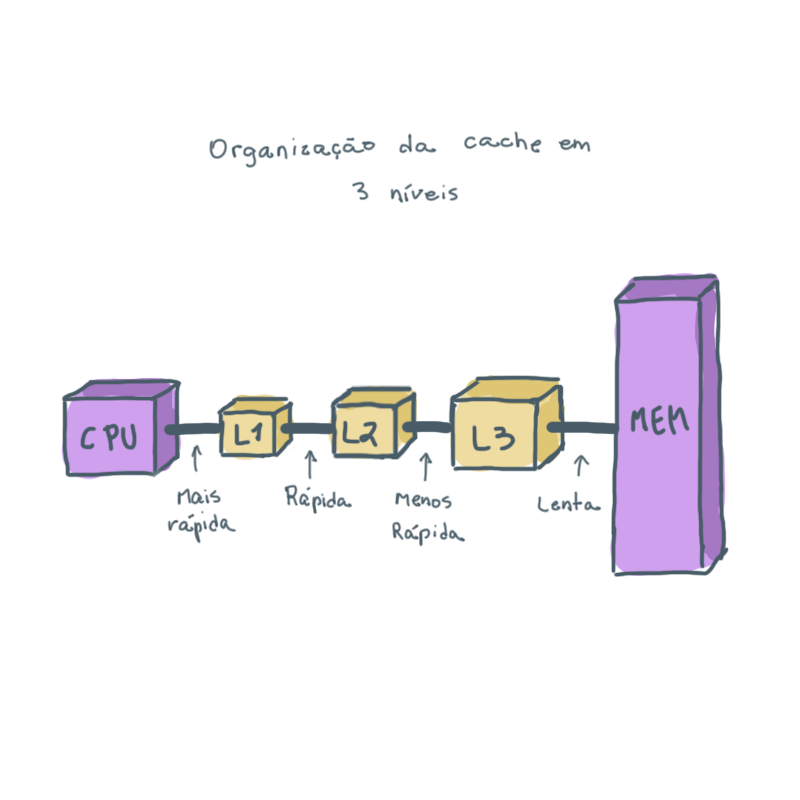 Organização da cache em
3 níveis
CPU
L1
L2
L3
MEM
Mais
rápida
Rápida
Menos
Rápida
Lenta